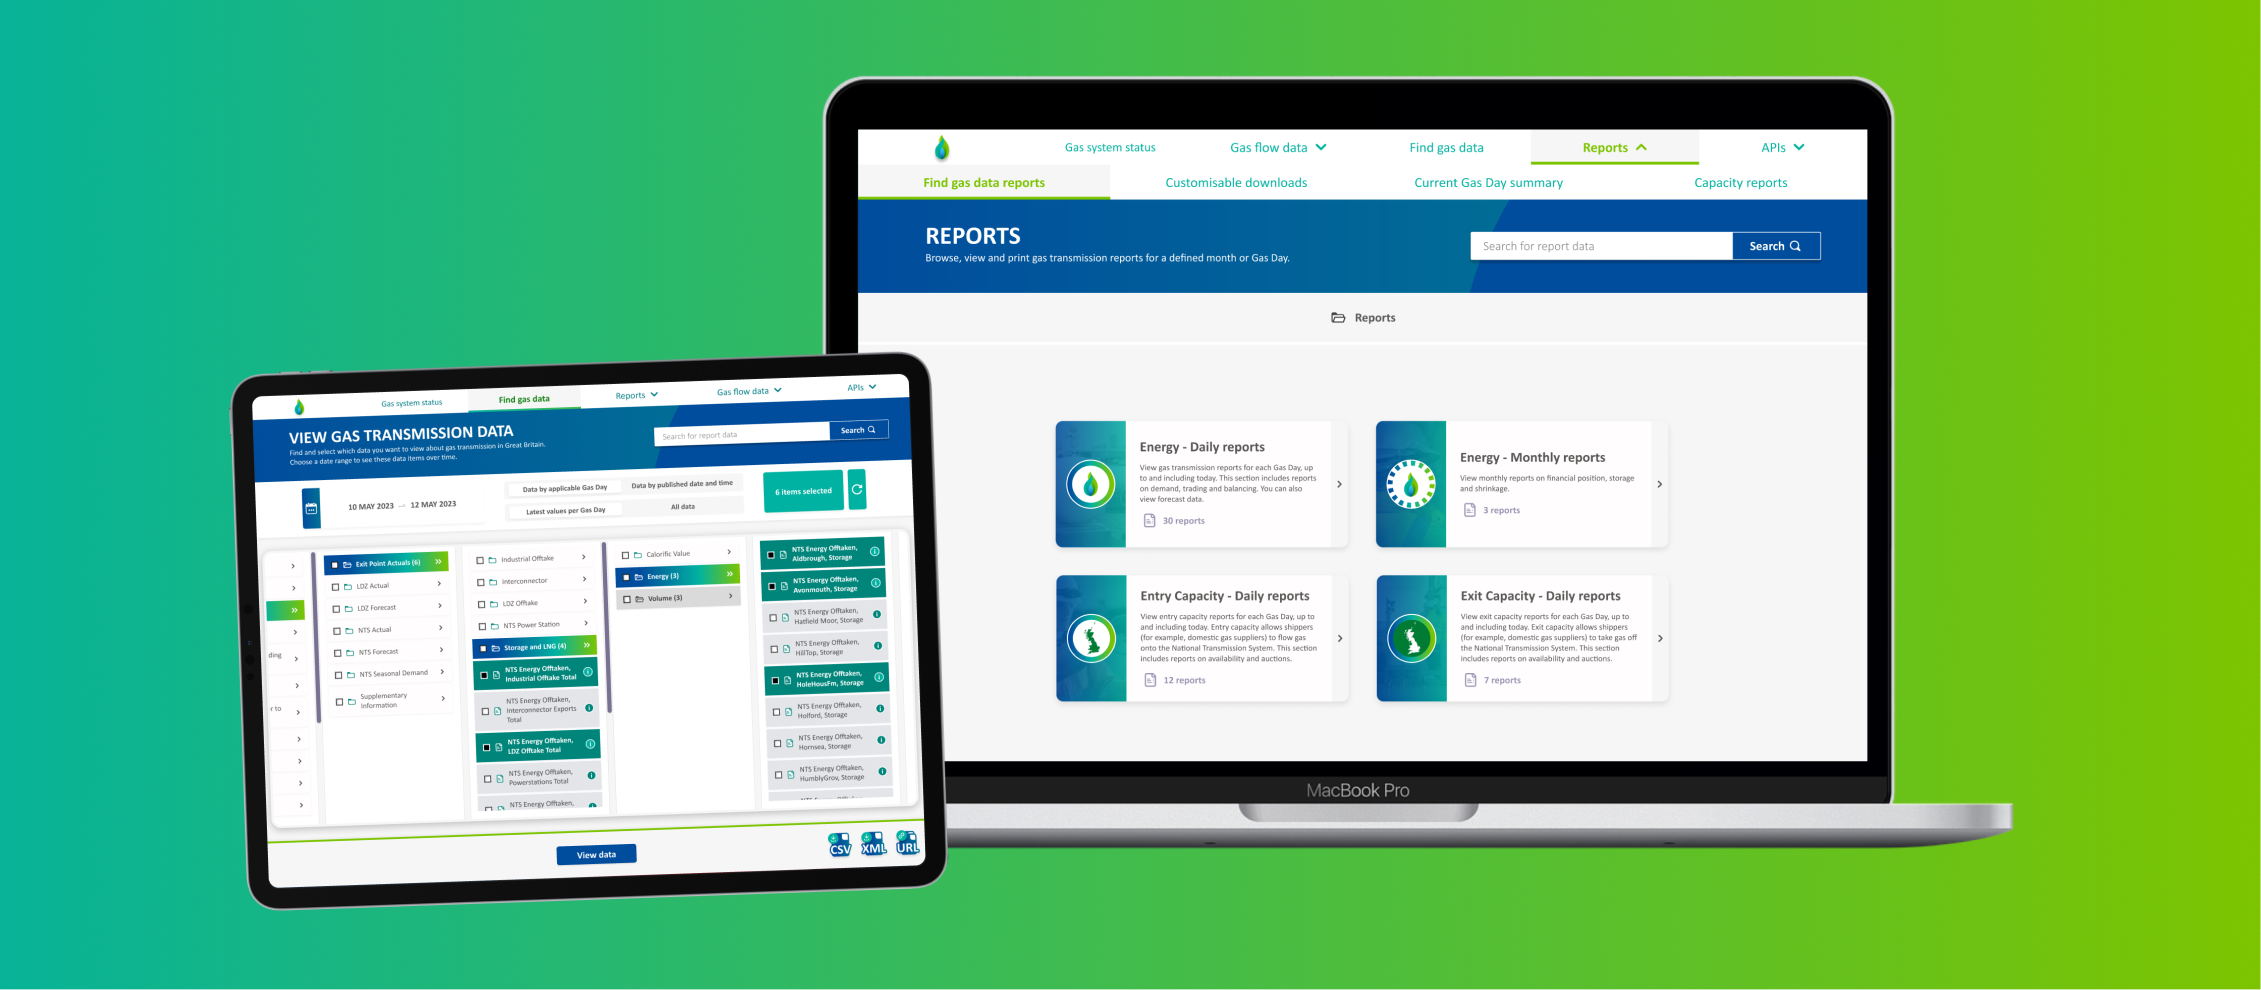 Gas system status
Gas flow data
Find gas data
Reports
APIs
Find gas data reports
Customisable downloads
Current Gas Day summary
Capacity reports
REPORTS
Browse, view and print gas transmission reports for a defined month or Gas Day.
Search for report data
Search
Reports
Energy - Daily reports
View gas transmission reports for each Gas Day, up
to and including today. This section includes reports
on demand, trading and balancing. You can also
view forecast data.
30 reports
Energy - Monthly reports
View monthly reports on financial position, storage
and shrinkage.
3 reports
Entry Capacity - Daily reports
View entry capacity reports for each Gas Day, up to
and including today. Entry capacity allows shippers
(for example, domestic gas suppliers) to flow gas
onto the National Transmission System. This section
includes reports on availability and auctions.
12 reports
Exit Capacity - Daily reports
View exit capacity reports for each Gas Day, up to
and including today. Exit capacity allows shippers
(for example, domestic gas suppliers) to take gas off
the National Transmission System. This section
includes reports on availability and auctions.
7 reports
MacBook Pro
Gas system status
Find gas data
Reports
Gas flow data
APIs
VIEW GAS TRANSMISSION DATA
Find and select which data you want to view about gas transmission in Great Britain.
Choose a date range to see these data items over time.
Search for report data
Search
10 MAY 2023 → 12 MAY 2023
Data by applicable Gas Day
Data by published date and time
Latest values per Gas Day
All data
6 items selected
ding
r to
Exit Point Actuals (6)
LDZ Actual
LDZ Forecast
NTS Actual
NTS Forecast
NTS Seasonal Demand
Supplementary
Information
Industrial Offtake
Interconnector
LDZ Offtake
NTS Power Station
Storage and LNG (4)
NTS Energy Offtaken,
Industrial Offtake Total
NTS Energy Offtaken,
Interconnector Exports
Total
NTS Energy Offtaken,
LDZ Offtake Total
NTS Energy Offtaken,
Powerstations Total
NTS Energy Offtaken,
Calorific Value
Energy (3)
Volume (3)
NTS Energy Offtaken,
Aldbrough, Storage
NTS Energy Offtaken,
Avonmouth, Storage
NTS Energy Offtaken,
Hatfield Moor, Storage
NTS Energy Offtaken,
HillTop, Storage
NTS Energy Offtaken,
HoleHousFm, Storage
NTS Energy Offtaken,
Holford, Storage
NTS Energy Offtaken,
Hornsea, Storage
NTS Energy Offtaken,
HumblyGrov, Storage
View data
CSV
XML
URL